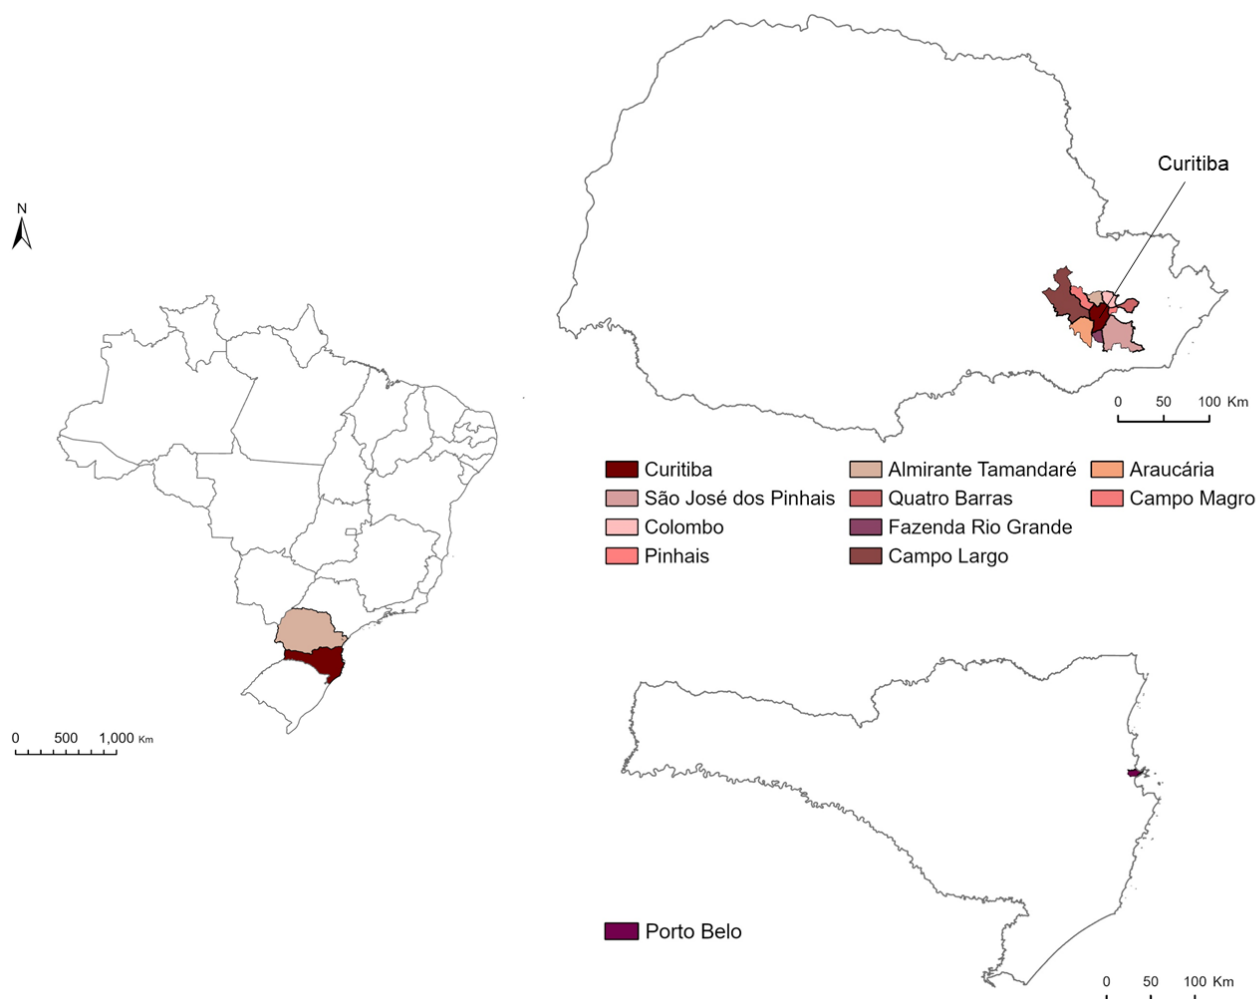 Curitiba
N
0 50 100 Km
Curitiba Almirante Tamandaré Araucária
São José dos Pinhais Quatro Barras Campo Magro
Colombo Fazenda Rio Grande
Pinhais Campo Largo
0 500 1,000 Km
Porto Belo
0 50 100 Km